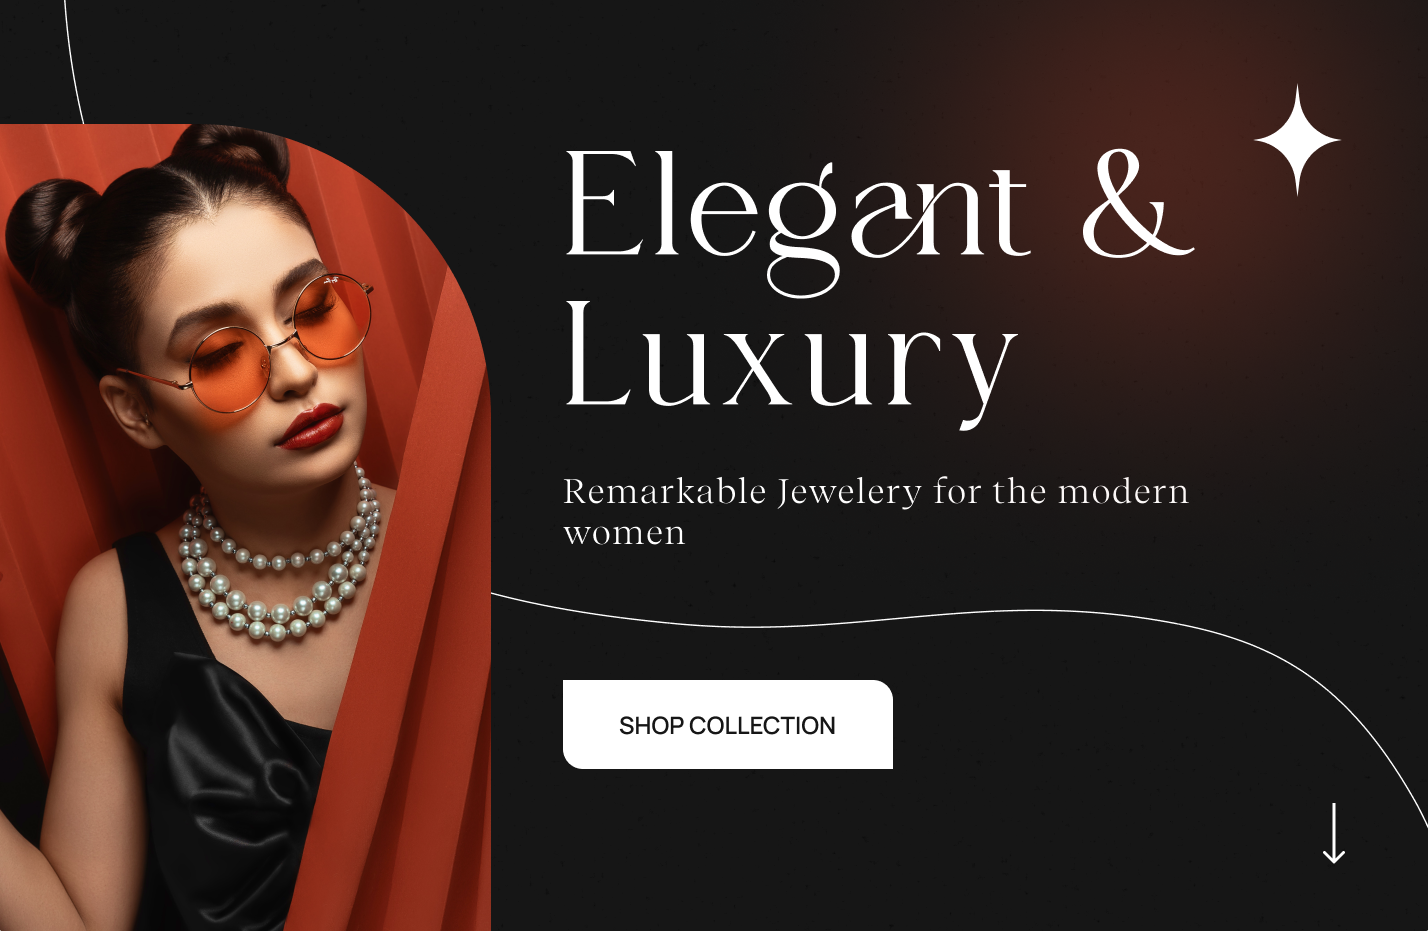 Elegant &
Luxury
Remarkable Jewelery for the modern
women
SHOP COLLECTION